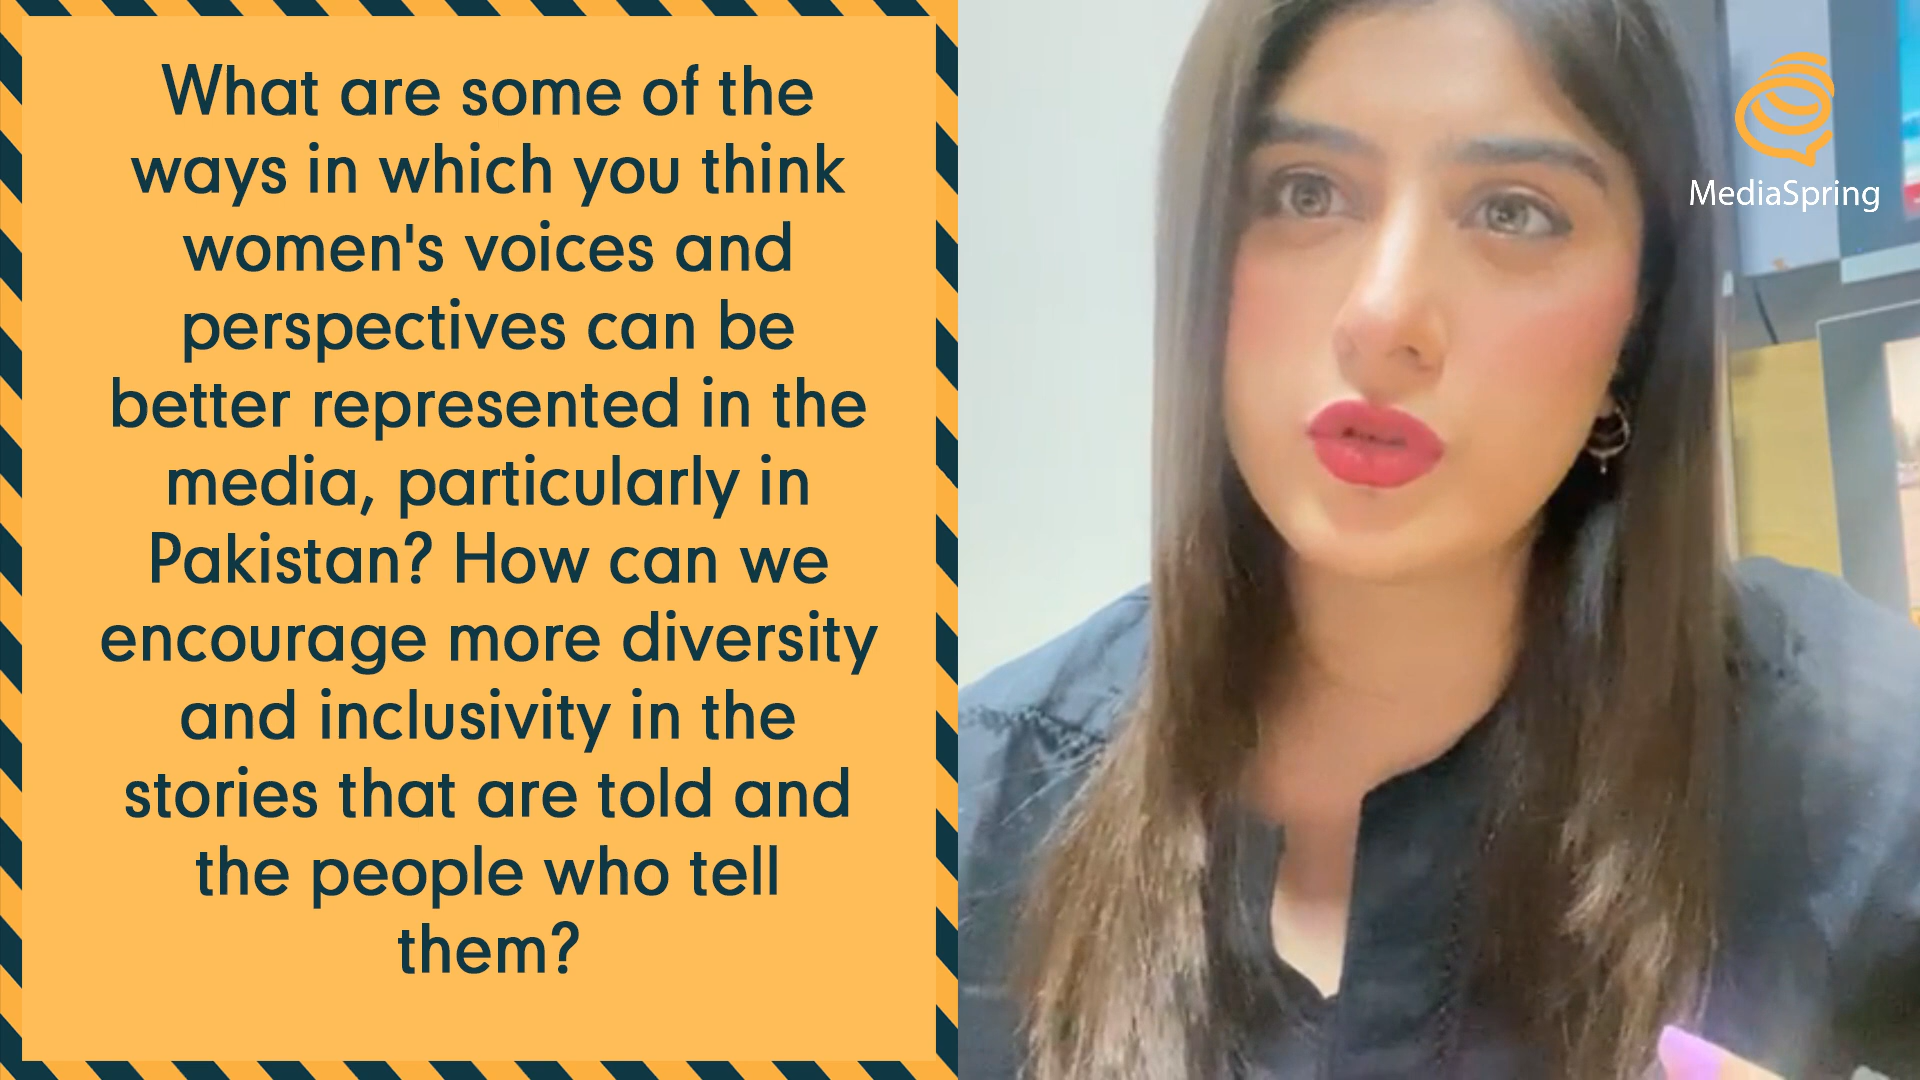 What are some of the
ways in which you think
women's voices and
perspectives can be
better represented in the
media, particularly in
Pakistan? How can we
encourage more diversity
and inclusivity in the
stories that are told and
the people who tell
them?
MediaSpring